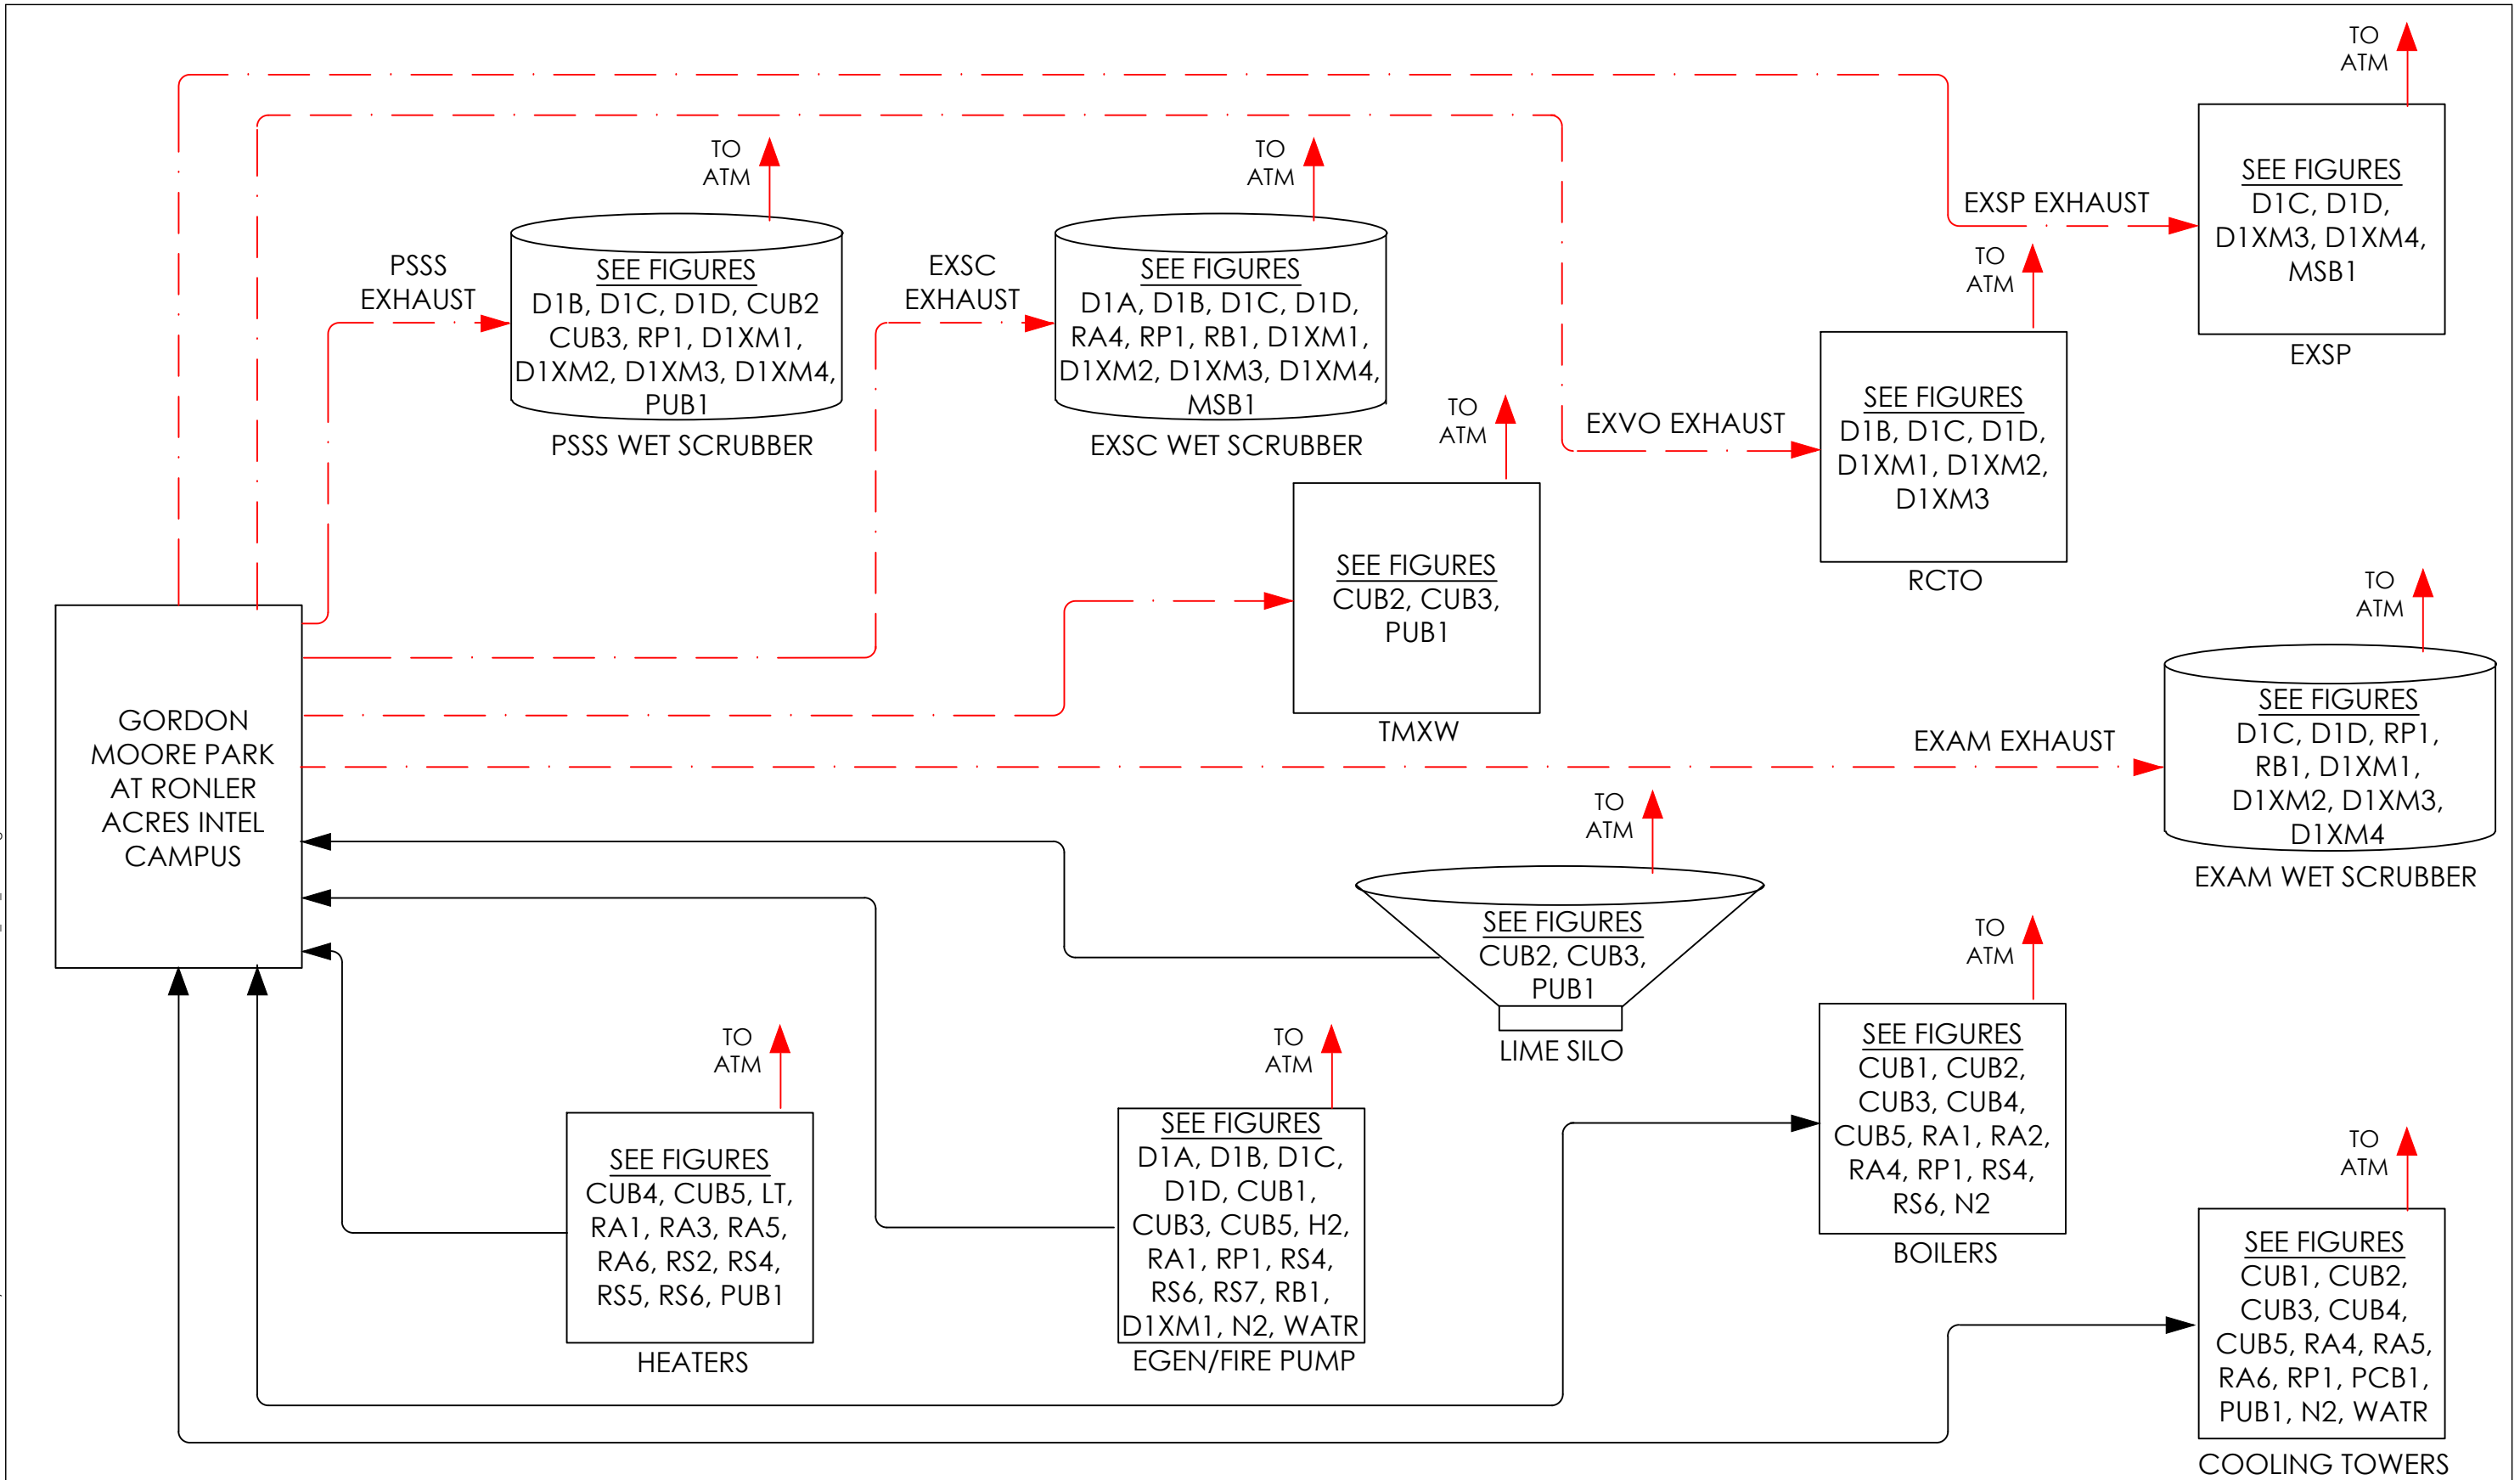 TO
ATM
TO
ATM
TO
ATM
EXSP EXHAUST
SEE FIGURES
D1C, D1D,
D1XM3, D1XM4,
MSB1
EXSP
PSSS
EXHAUST
SEE FIGURES
D1B, D1C, D1D, CUB2
CUB3, RP1, D1XM1,
D1XM2, D1XM3, D1XM4,
PUB1
PSSS WET SCRUBBER
EXSC
EXHAUST
SEE FIGURES
D1A, D1B, D1C, D1D,
RA4, RP1, RB1, D1XM1,
D1XM2, D1XM3, D1XM4,
MSB1
EXSC WET SCRUBBER
TO
ATM
EXVO EXHAUST
SEE FIGURES
D1B, D1C, D1D,
D1XM1, D1XM2,
D1XM3
RCTO
TO
ATM
SEE FIGURES
CUB2, CUB3,
PUB1
TMXW
TO
ATM
EXAM EXHAUST
SEE FIGURES
D1C, D1D, RP1,
RB1, D1XM1,
D1XM2, D1XM3,
D1XM4
EXAM WET SCRUBBER
GORDON
MOORE PARK
AT RONLER
ACRES INTEL
CAMPUS
TO
ATM
SEE FIGURES
CUB2, CUB3,
PUB1
LIME SILO
TO
ATM
SEE FIGURES
CUB4, CUB5, LT,
RA1, RA3, RA5,
RA6, RS2, RS4,
RS5, RS6, PUB1
HEATERS
TO
ATM
SEE FIGURES
D1A, D1B, D1C,
D1D, CUB1,
CUB3, CUB5, H2,
RA1, RP1, RS4,
RS6, RS7, RB1,
D1XM1, N2, WATR
EGEN/FIRE PUMP
TO
ATM
SEE FIGURES
CUB1, CUB2,
CUB3, CUB4,
CUB5, RA1, RA2,
RA4, RP1, RS4,
RS6, N2
BOILERS
TO
ATM
SEE FIGURES
CUB1, CUB2,
CUB3, CUB4,
CUB5, RA4, RA5,
RA6, RP1, PCB1,
PUB1, N2, WATR
COOLING TOWERS